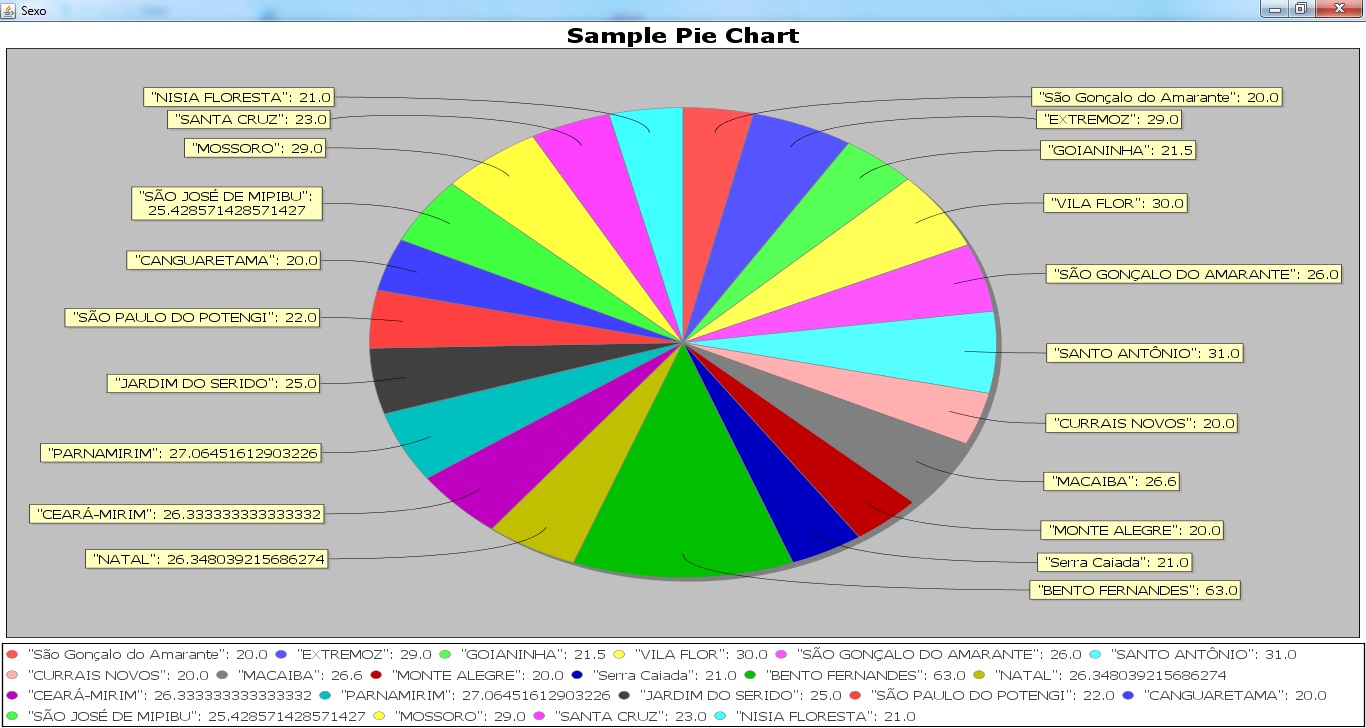 Sexo
Sample Pie Chart
"NISIA FLORESTA": 21.0
"SANTA CRUZ": 23.0
"MOSSORO": 29.0
"SÃO JOSÉ DE MIPIBU":
25.428571428571427
"CANGUARETAMA": 20.0
"SÃO PAULO DO POTENGI": 22.0
"JARDIM DO SERIDO": 25.0
"PARNAMIRIM": 27.06451612903226
"CEARÁ-MIRIM": 26.333333333333332
"NATAL": 26.348039215686274
"São Gonçalo do Amarante": 20.0
"EXTREMOZ": 29.0
"GOIANINHA": 21.5
"VILA FLOR": 30.0
"SÃO GONÇALO DO AMARANTE": 26.0
"SANTO ANTÔNIO": 31.0
"CURRAIS NOVOS": 20.0
"MACAIBA": 26.6
"MONTE ALEGRE": 20.0
"Serra Caiada": 21.0
"BENTO FERNANDES": 63.0
"São Gonçalo do Amarante": 20.0 "EXTREMOZ": 29.0 "GOIANINHA": 21.5 "VILA FLOR": 30.0 "SÃO GONÇALO DO AMARANTE": 26.0 "SANTO ANTÔNIO": 31.0
"CURRAIS NOVOS": 20.0 "MACAIBA": 26.6 "MONTE ALEGRE": 20.0 "Serra Caiada": 21.0 "BENTO FERNANDES": 63.0 "NATAL": 26.348039215686274
"CEARÁ-MIRIM": 26.333333333333332 "PARNAMIRIM": 27.06451612903226 "JARDIM DO SERIDO": 25.0 "SÃO PAULO DO POTENGI": 22.0 "CANGUARETAMA": 20.0
"SÃO JOSÉ DE MIPIBU": 25.428571428571427 "MOSSORO": 29.0 "SANTA CRUZ": 23.0 "NISIA FLORESTA": 21.0